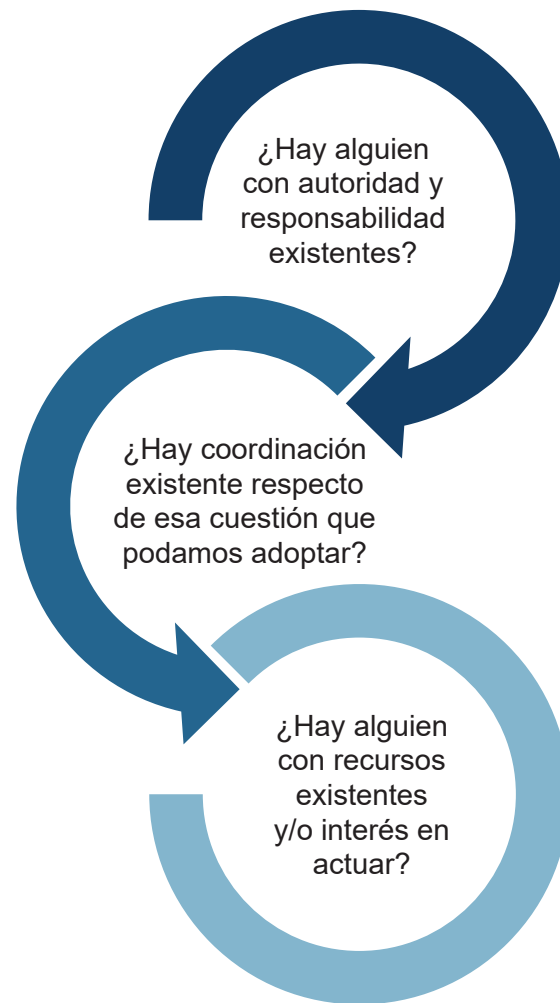 ¿Hay alguien
con autoridad y
responsabilidad
existentes?
¿Hay coordinación
existente respecto
de esa cuestión que
podamos adoptar?
¿Hay alguien
con recursos
existentes
y/o interés en
actuar?